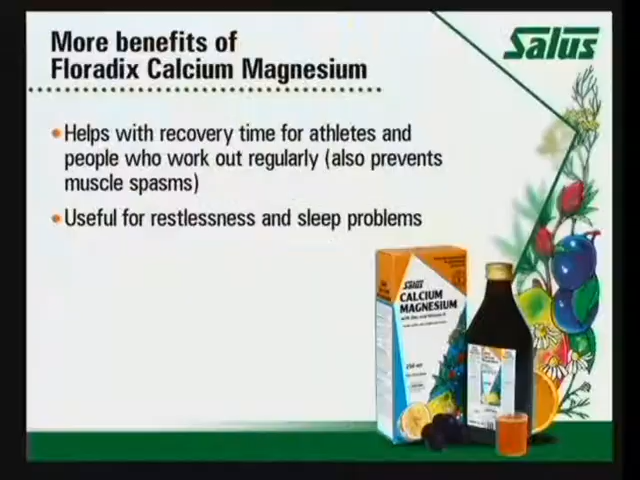 More benefits of
Floradix Calcium Magnesium
Salus
•Helps with recovery time for athletes and
people who work out regularly (also prevents
muscle spasms)
•Useful for restlessness and sleep problems
Salus
CALCIUM
MAGNESIUM